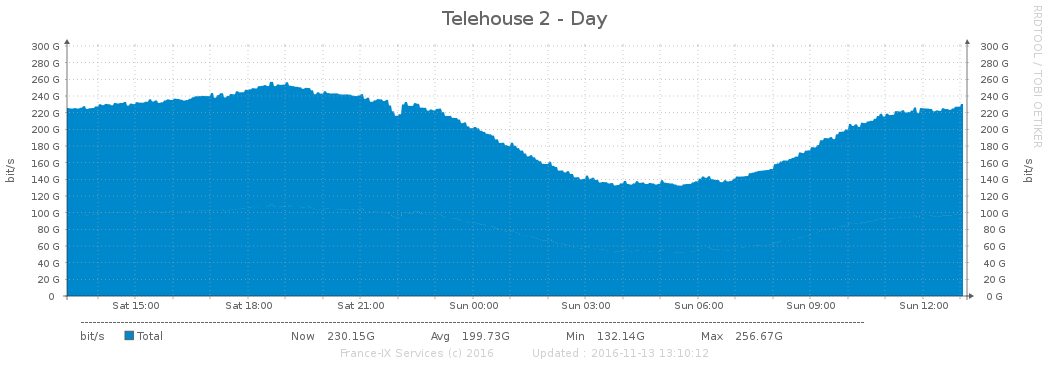 Telehouse 2 - Day
RRDTOOL / TOBI OETIKER
300 G 300 G
280 G 280 G
260 G 260 G
240 G 240 G
220 G 220 G
200 G 200 G
180 G 180 G
160 G 160 G
140 G 140 G
120 G 120 G
100 G 100 G
80 G 80 G
60 G 60 G
40 G 40 G
20 G 20 G
0 0 G
bit/s bit/s
Sat 15:00 Sat 18:00 Sat 21:00 Sun 00:00 Sun 03:00 Sun 06:00 Sun 09:00 Sun 12:00
bit/s Total Now 230.15G Avg 199.73G Min 132.14G Max 256.67G
France-IX Services (c) 2016 Updated : 2016-11-13 13:10:12